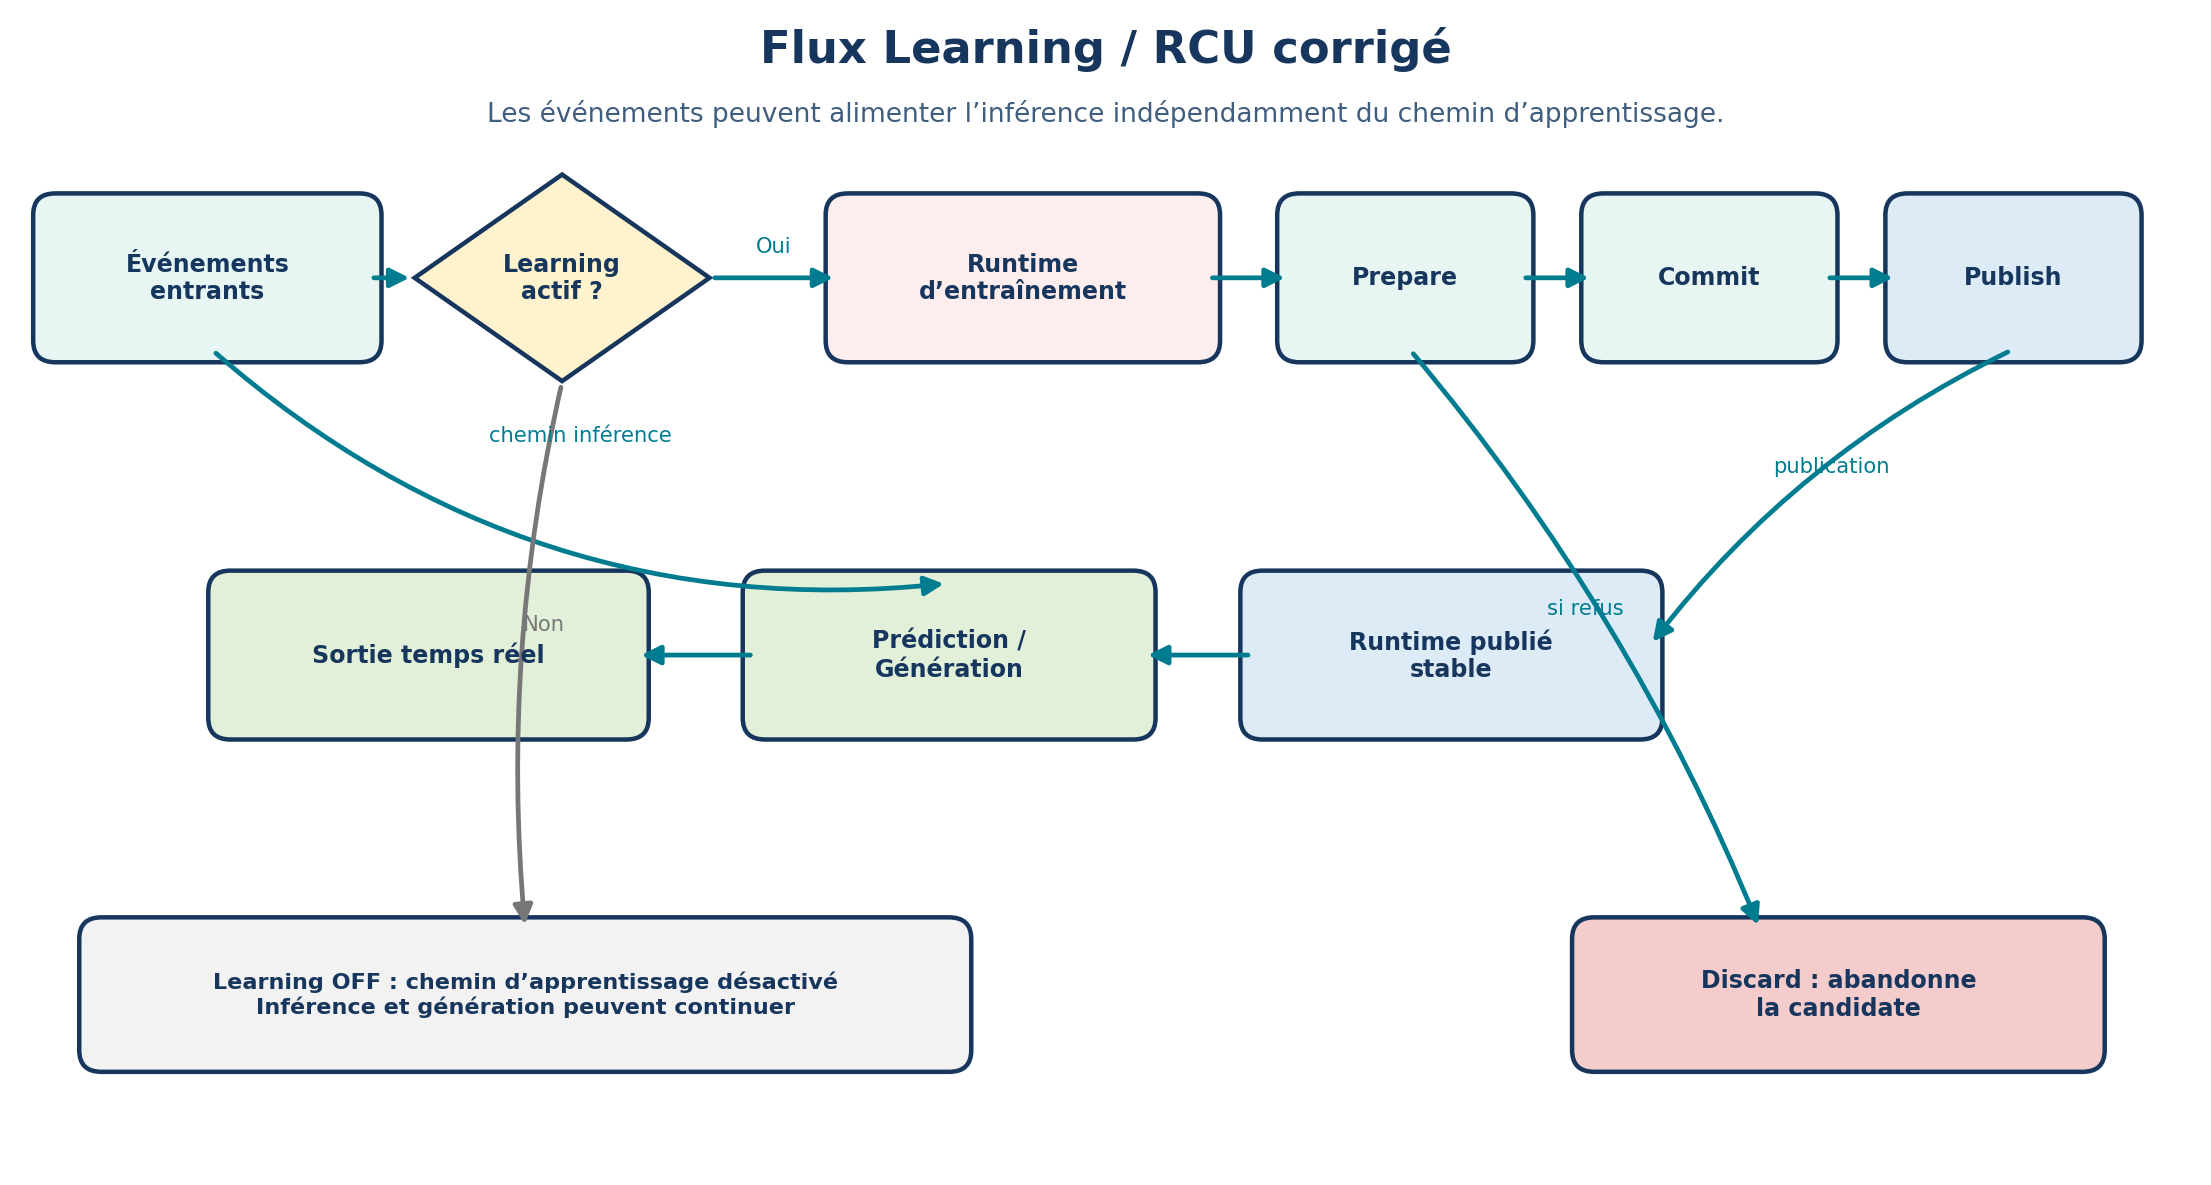 Flux Learning / RCU corrigé
Les événements peuvent alimenter l’inférence indépendamment du chemin d’apprentissage.
Événements
entrants
Learning
actif ?
Oui
Runtime
d’entraînement
Prepare
Commit
Publish
chemin inférence
publication
Non
Sortie temps réel
Prédiction /
Génération
si refus
Runtime publié
stable
Learning OFF : chemin d’apprentissage désactivé
Inférence et génération peuvent continuer
Discard : abandonne
la candidate